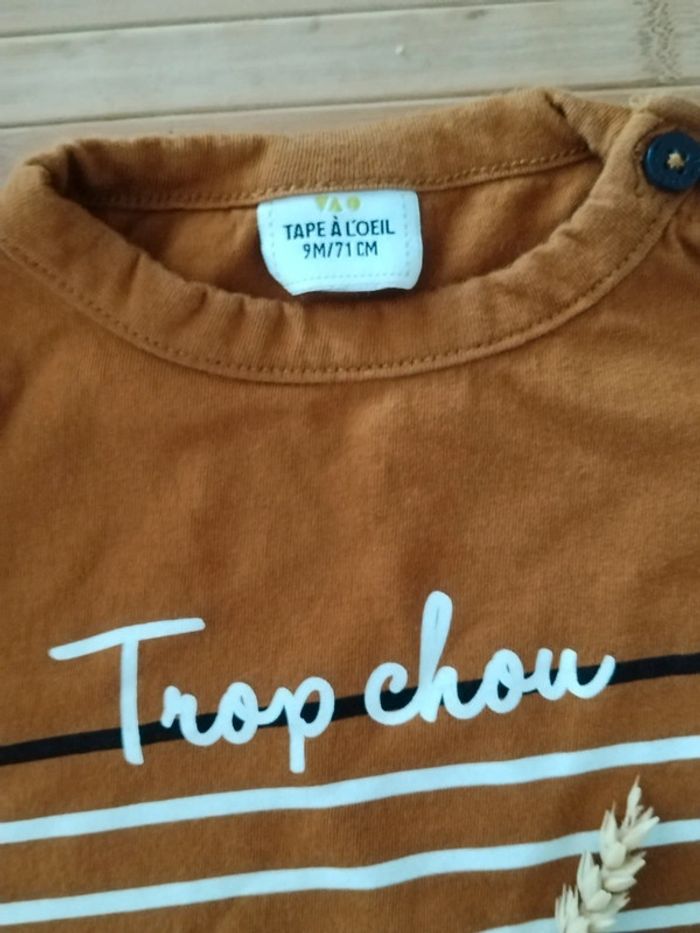 TAPE À L'OEIL
9M/71 CM
Trop chou